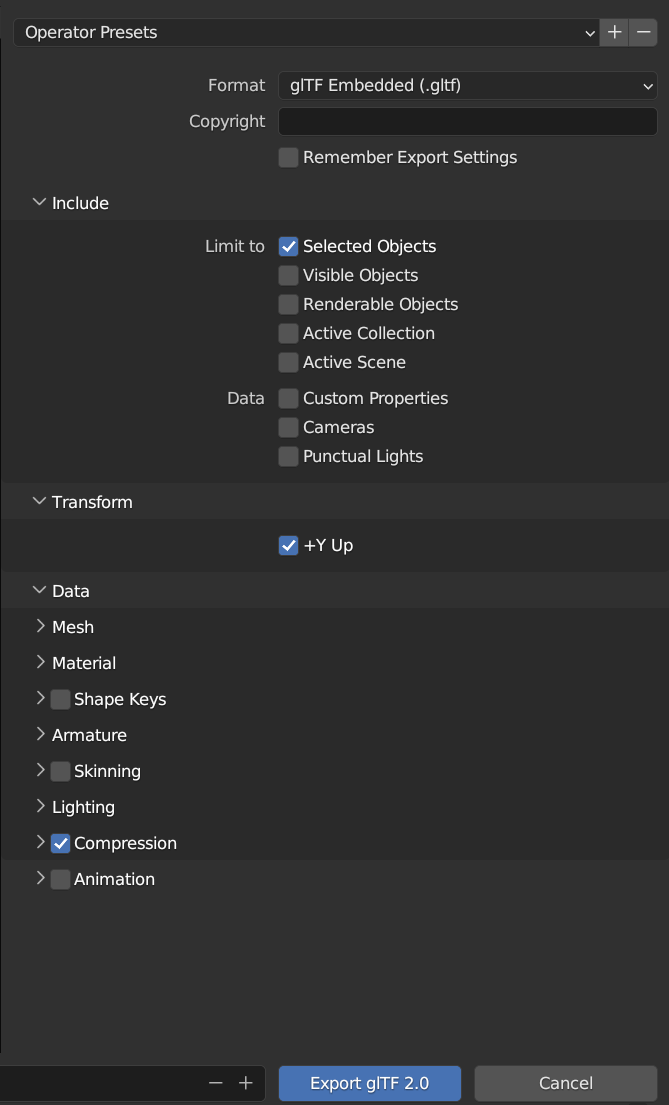 Operator Presets
Format glTF Embedded (.gltf)
Copyright
Remember Export Settings
Include
Limit to Selected Objects
Visible Objects
Renderable Objects
Active Collection
Active Scene
Data Custom Properties
Cameras
Punctual Lights
Transform
+Y Up
Data
Mesh
Material
Shape Keys
Armature
Skinning
Lighting
Compression
Animation
Export glTF 2.0 Cancel